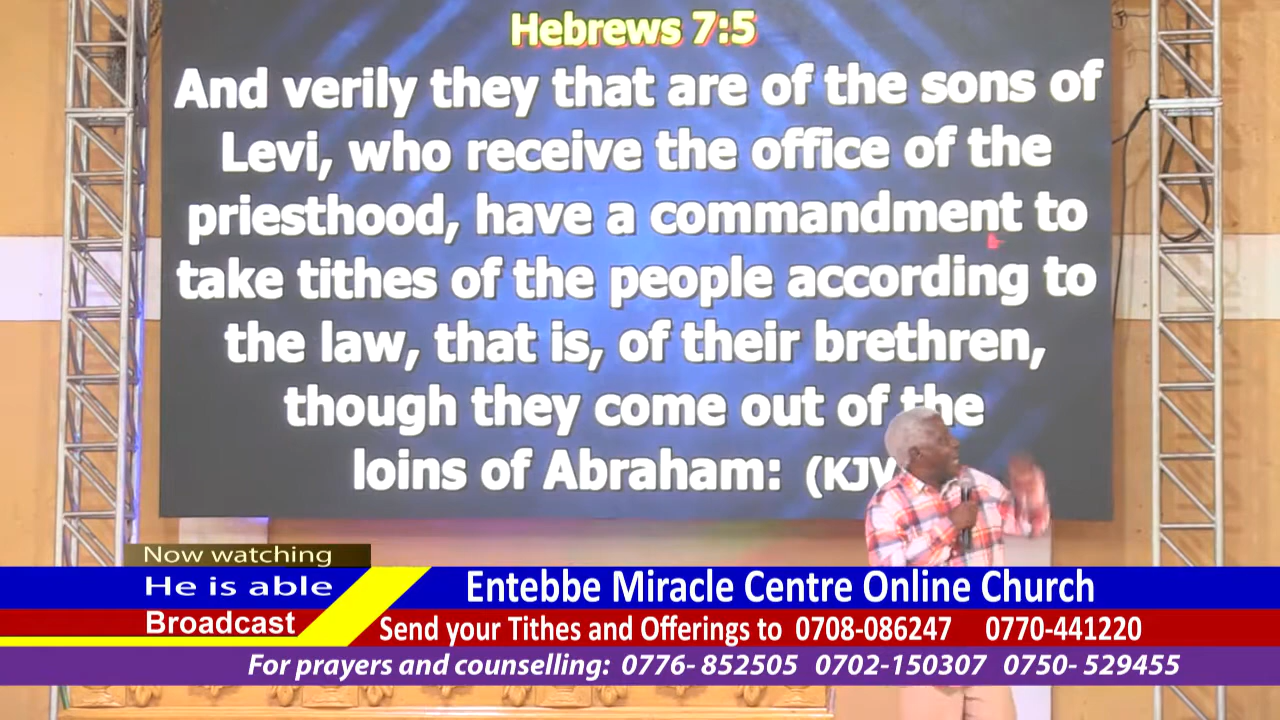 Hebrews 7:5
And verily they that are of the sons of
Levi, who receive the office of the
priesthood, have a commandment to
take tithes of the people according to
the law, that is, of their brethren,
though they come out of the
loins of Abraham: (KJV
Now watching
He is able
Broadcast
Entebbe Miracle Centre Online Church
Send your Tithes and Offerings to 0708-086247 0770-441220
For prayers and counselling: 0776- 852505 0702-150307 0750- 529455